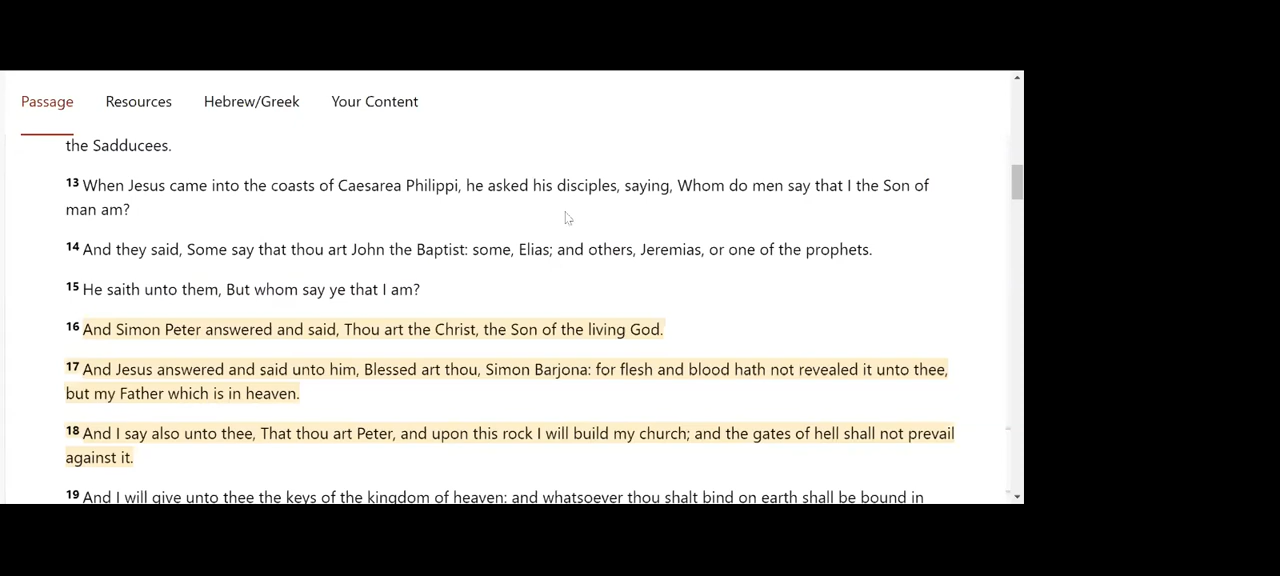 Passage Resources Hebrew/Greek Your Content
the Sadducees.
13 When Jesus came into the coasts of Caesarea Philippi, he asked his disciples, saying, Whom do men say that I the Son of
man am?
14 And they said, Some say that thou art John the Baptist: some, Elias; and others, Jeremias, or one of the prophets.
15 He saith unto them, But whom say ye that I am?
16 And Simon Peter answered and said, Thou art the Christ, the Son of the living God.
17 And Jesus answered and said unto him, Blessed art thou, Simon Barjona: for flesh and blood hath not revealed it unto thee,
but my Father which is in heaven.
18 And I say also unto thee, That thou art Peter, and upon this rock I will build my church; and the gates of hell shall not prevail
against it.
19 And I will give unto thee the keys of the kingdom of heaven: and whatsoever thou shalt bind on earth shall be bound in